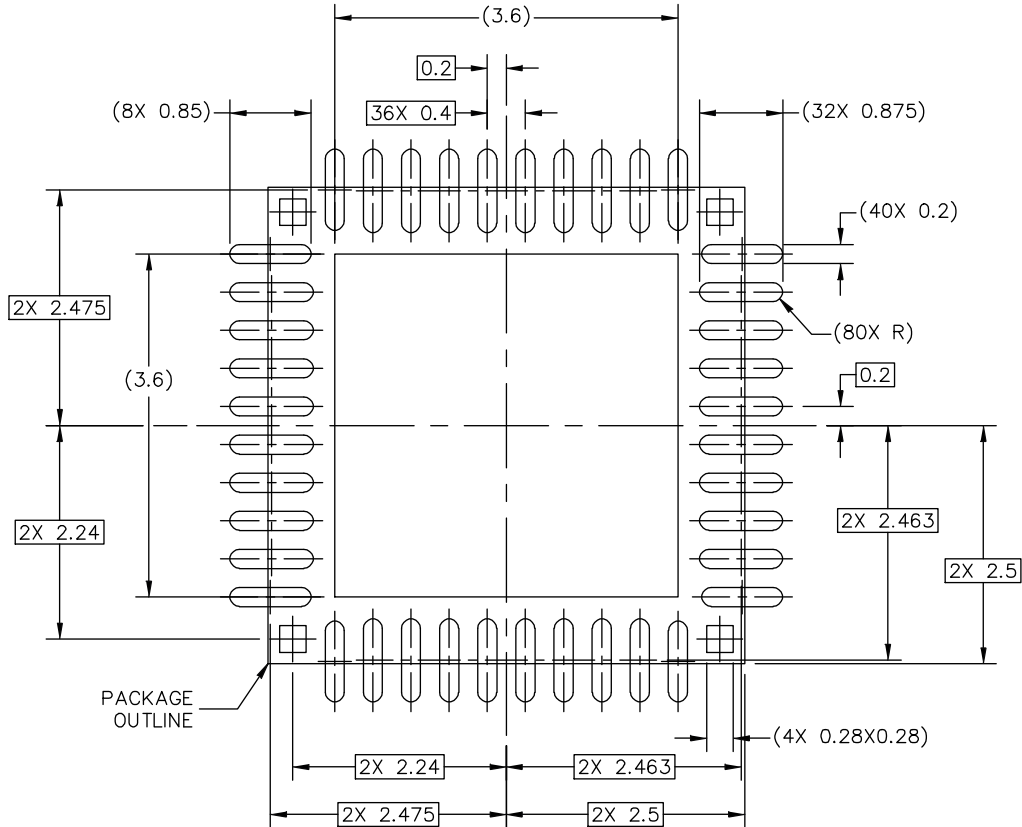 (3.6)
0.2
(8X 0.85)
36X 0.4
(32X 0.875)
(40X 0.2)
2X 2.475
(80X R)
(3.6)
0.2
2X 2.24
2X 2.463
2X 2.5
PACKAGE
OUTLINE
(4X 0.28X0.28)
2X 2.24
2X 2.463
2X 2.475
2X 2.5